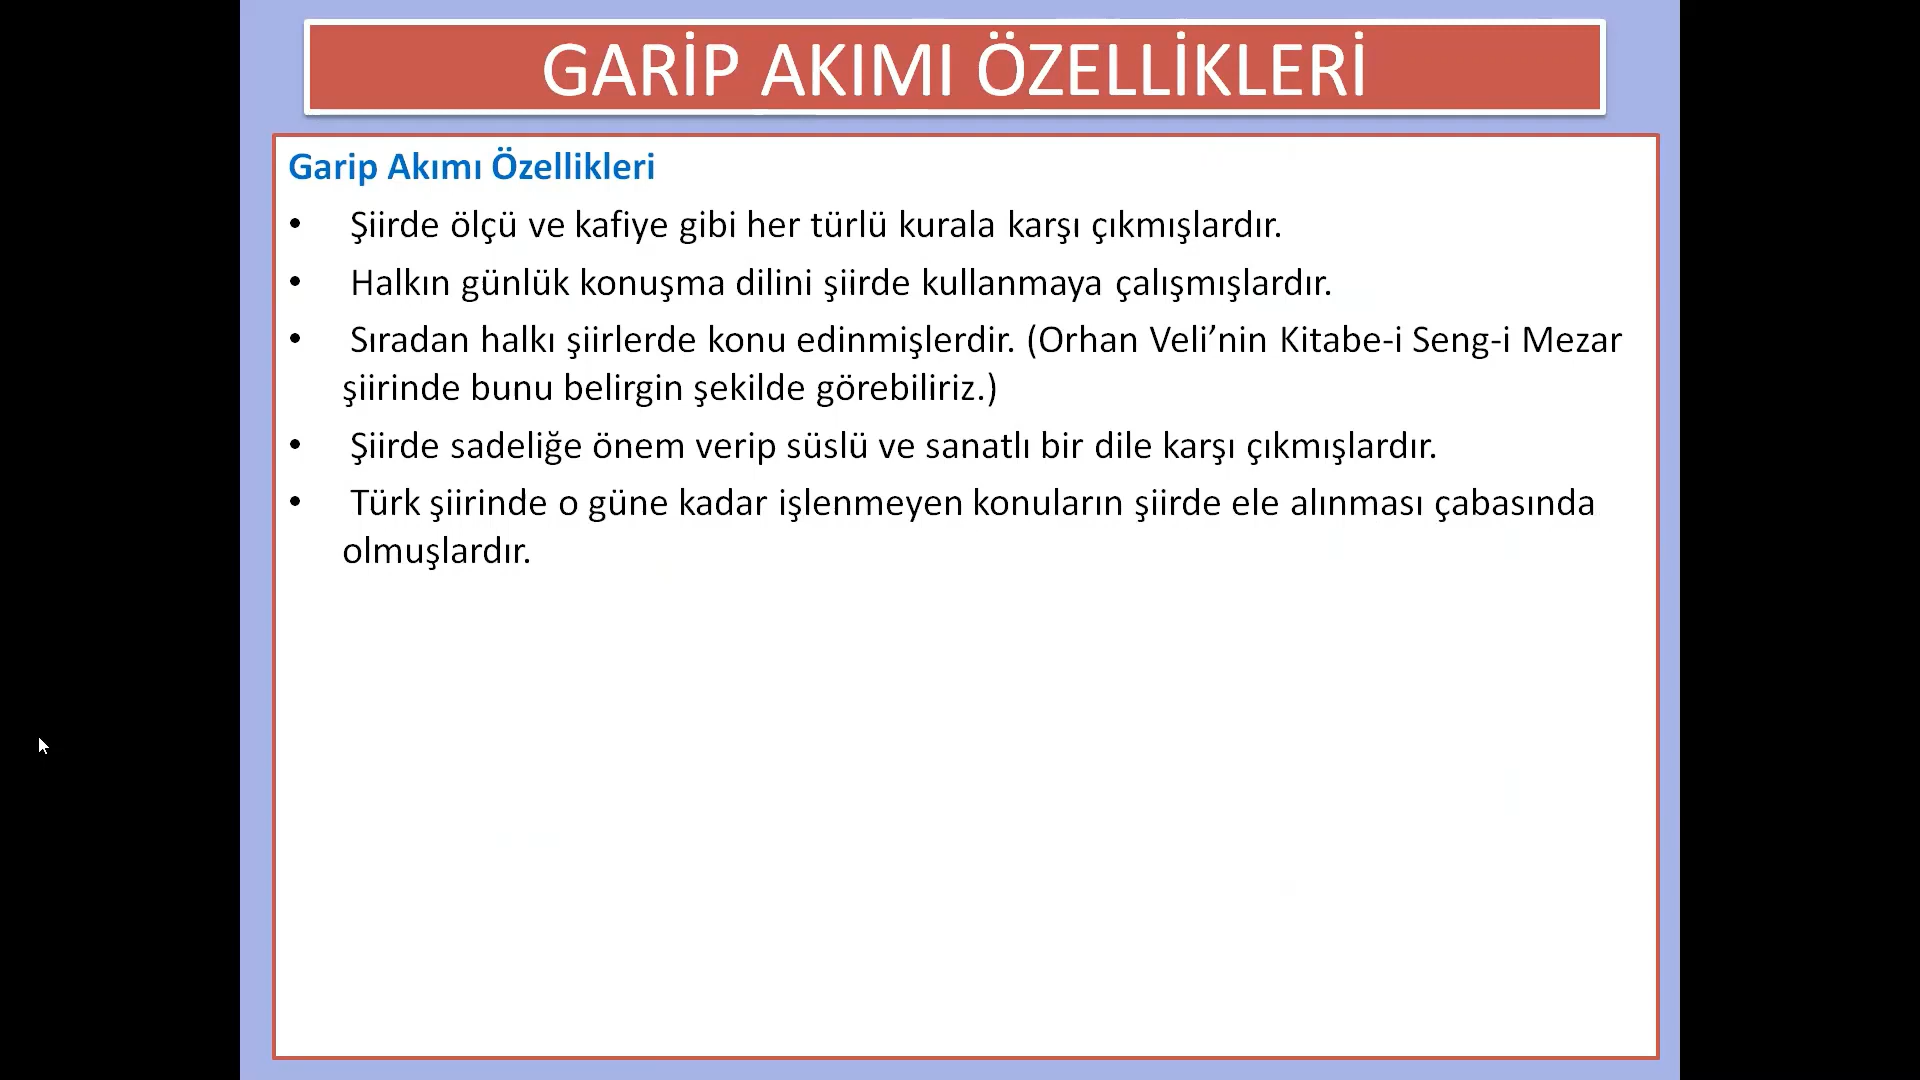 GARİP AKIMI ÖZELLİKLERİ
Garip Akımı Özellikleri
• Şiirde ölçü ve kafiye gibi her türlü kurala karşı çıkmışlardır.
• Halkın günlük konuşma dilini şiirde kullanmaya çalışmışlardır.
• Sıradan halkı şiirlerde konu edinmişlerdir. (Orhan Veli’nin Kitabe-i Seng-i Mezar
şiirinde bunu belirgin şekilde görebiliriz.)
• Şiirde sadeliğe önem verip süslü ve sanatlı bir dile karşı çıkmışlardır.
• Türk şiirinde o güne kadar işlenmeyen konuların şiirde ele alınması çabasında
olmuşlardır.